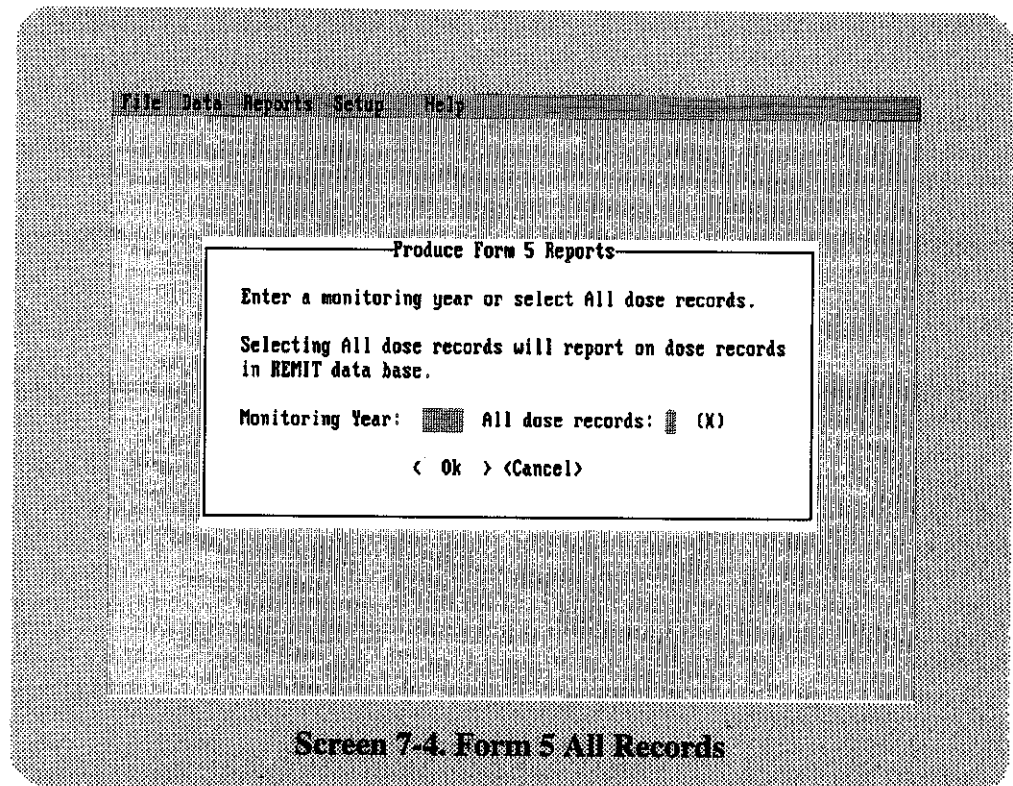 File Data Reports Setup Help
Produce Form 5 Reports
Enter a monitoring year or select All dose records.
Selecting All dose records will report on dose records
in REMIT data base.
Monitoring Year: All dose records: (X)
< Ok > <Cancel>
Screen 7-4. Form 5 All Records